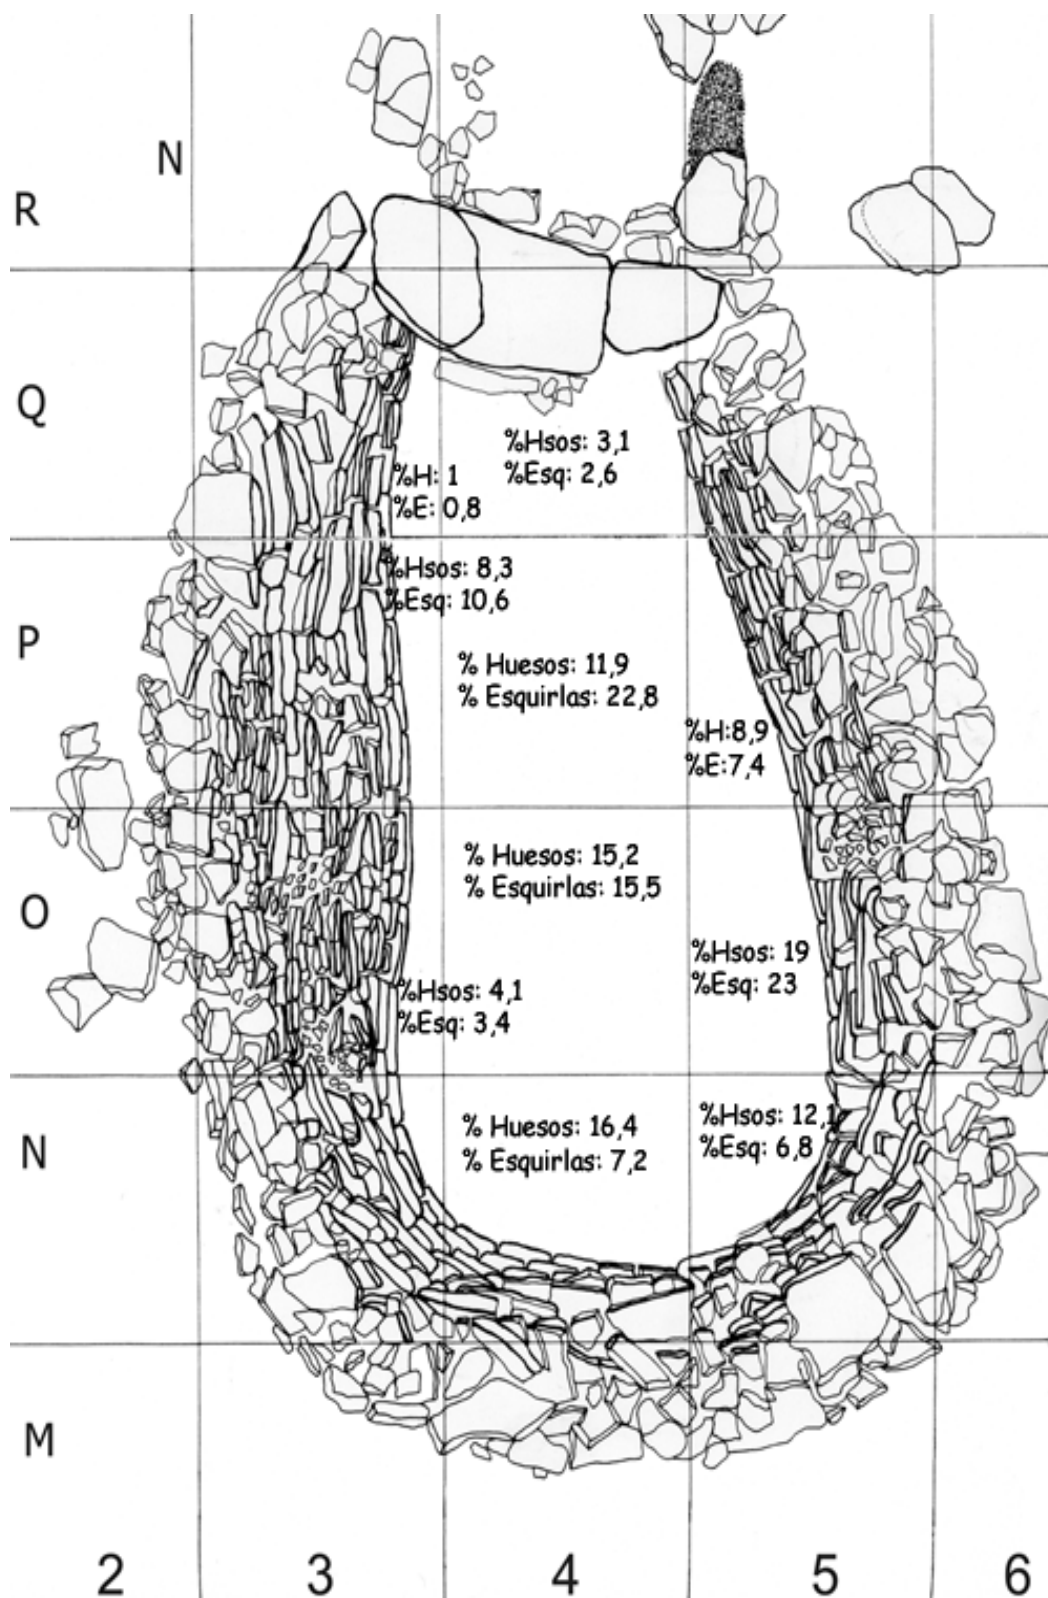 N
R
Q
%Hsos: 3,1
%Esq: 2,6
%H: 1
%E: 0,8
%Hsos: 8,3
%Esq: 10,6
P
% Huesos: 11,9
% Esquirlas: 22,8
%H:8,9
%E:7,4
% Huesos: 15,2
% Esquirlas: 15,5
O
%Hsos: 19
%Esq: 23
%Hsos: 4,1
%Esq: 3,4
N
% Huesos: 16,4
% Esquirlas: 7,2
%Hsos: 12,1
%Esq: 6,8
M
2 3 4 5 6